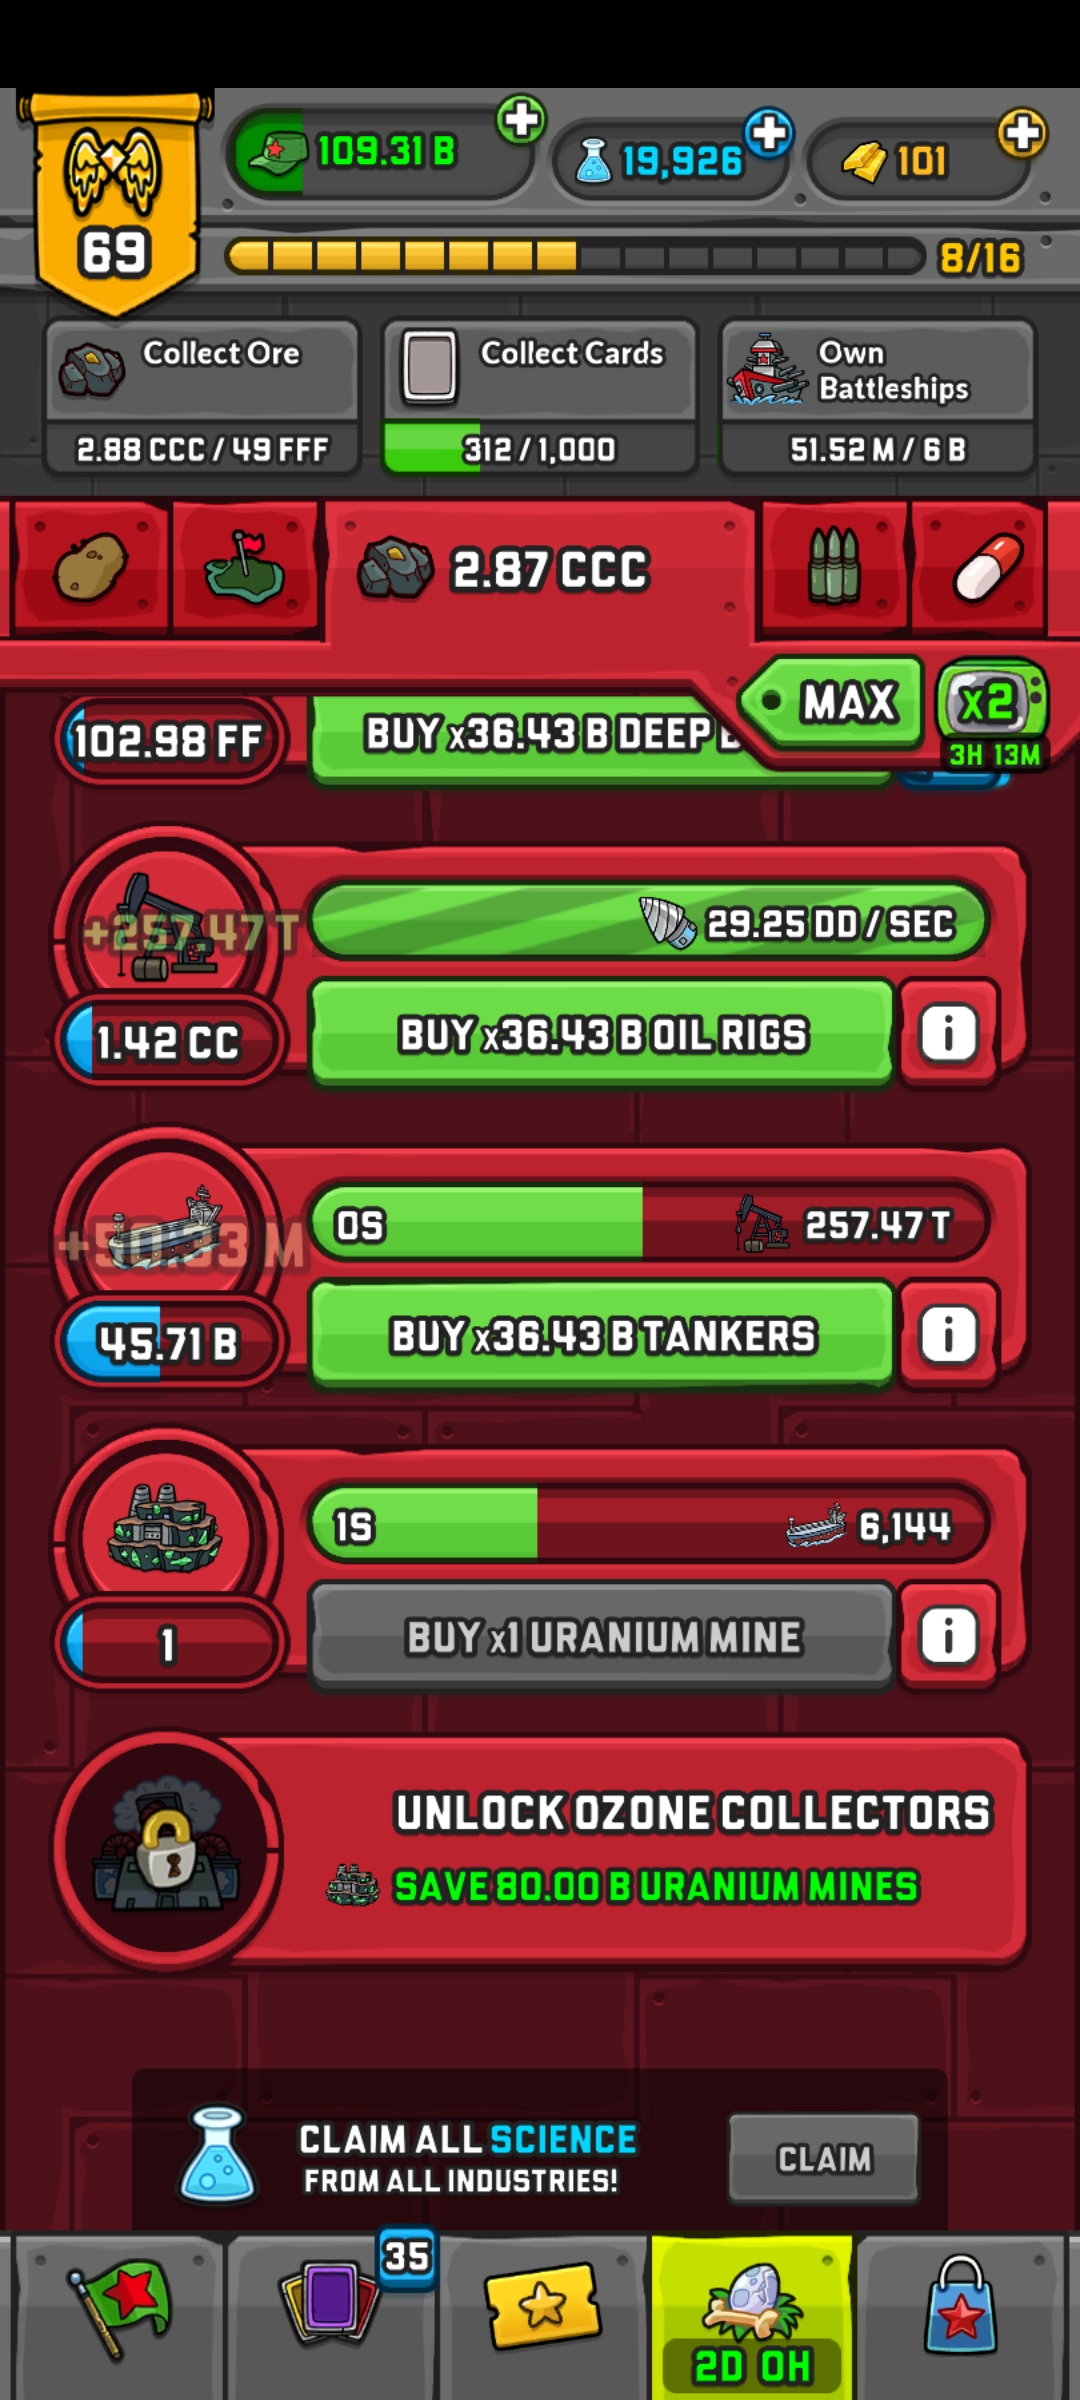 109.31 B
19,926
101
69
8/16
Collect Ore
2.88 CCC / 49 FFF
Collect Cards
312 / 1,000
Own
Battleships
51.52 M / 6 B
2.87 CCC
MAX
x2
3H 13M
102.98 FF
BUY x36.43 B DEEP
+257.47 T
29.25 DD / SEC
1.42 CC
BUY x36.43 B OIL RIGS
i
0S
257.47 T
45.71 B
BUY x36.43 B TANKERS
i
1S
6,144
1
BUY x1 URANIUM MINE
i
UNLOCK OZONE COLLECTORS
SAVE 80.00 B URANIUM MINES
CLAIM ALL SCIENCE
FROM ALL INDUSTRIES!
CLAIM
35
2D 0H